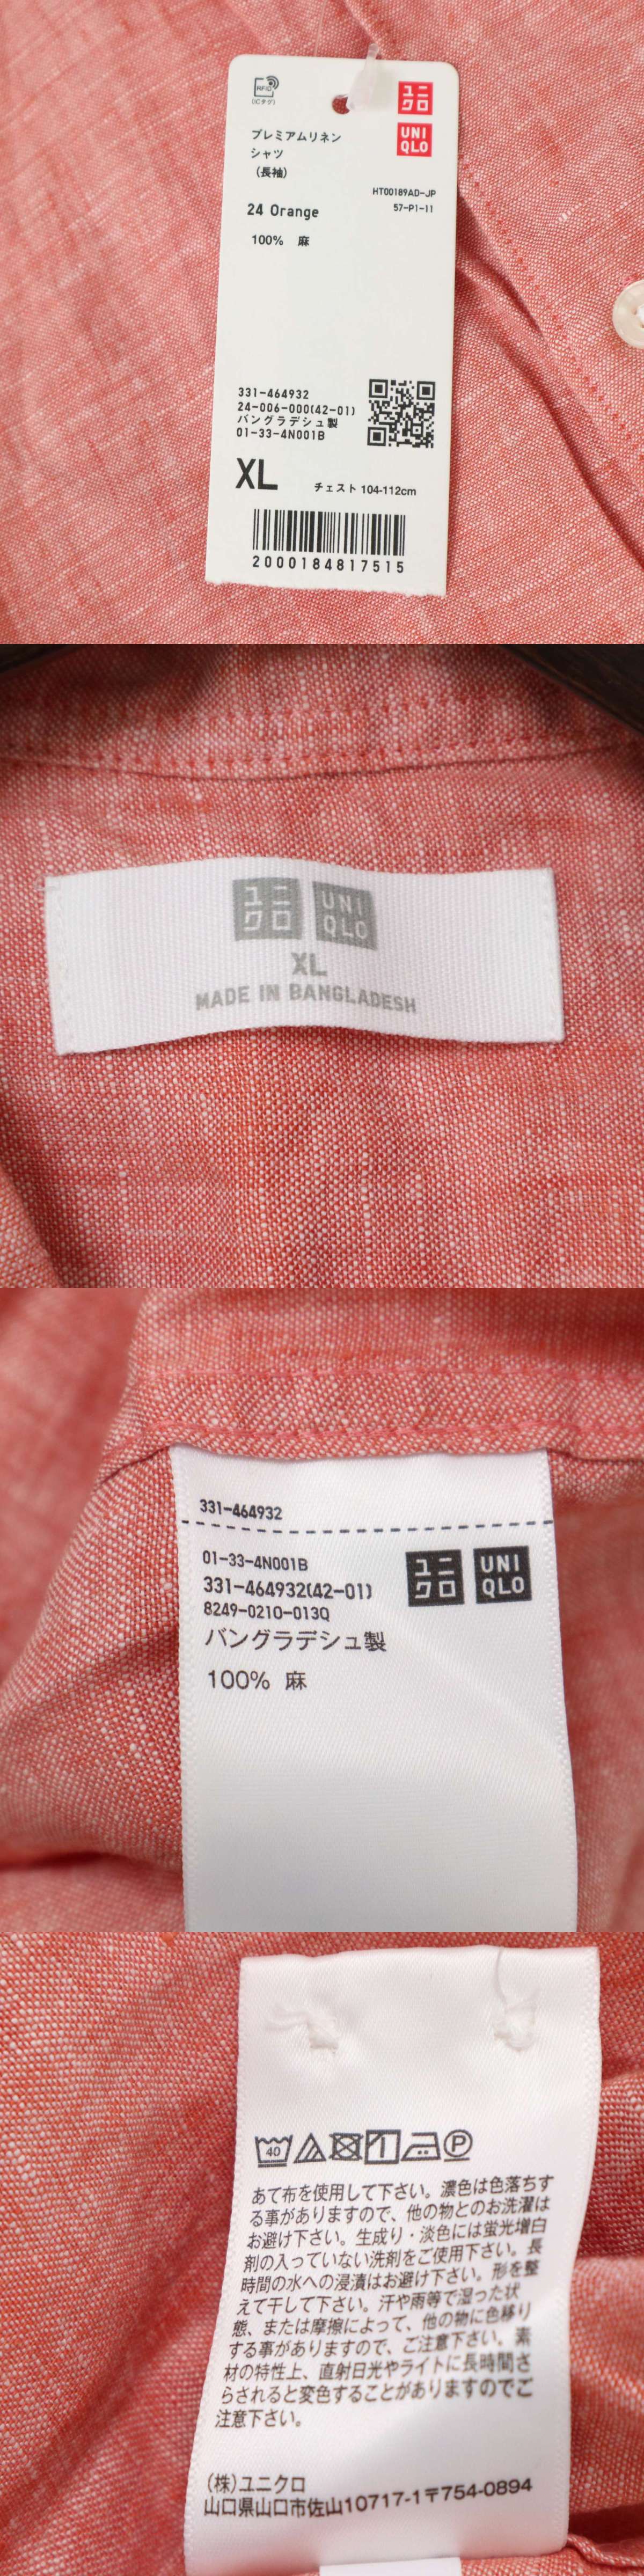 RFID
(ICタグ)
ユニ
クロ
UNI
QLO
プレミアムリネン
シャツ
(長袖)
HT00189AD-JP
57-P1-11
24 Orange
100% 麻
331-464932
24-006-000(42-01)
バングラデシュ製
01-33-4N001B
XL
チェスト 104-112cm
2000184817515
ユニ
クロ
UNI
QLO
XL
MADE IN BANGLADESH
331-464932
01-33-4N001B
331-464932(42-01)
8249-0210-013Q
バングラデシュ製
100% 麻
ユニ
クロ
UNI
QLO
40
P
あて布を使用して下さい。濃色は色落ちす
る事がありますので、他の物とのお洗濯は
お避け下さい。生成り・淡色には蛍光増白
剤の入っていない洗剤をご使用下さい。長
時間の水への浸漬はお避け下さい。形を整
えて干して下さい。汗や雨等で湿った状
態、または摩擦によって、他の物に色移り
する事がありますので、ご注意下さい。素
材の特性上、直射日光やライトに長時間さ
らされると変色することがありますのでご
注意下さい。
(株)ユニクロ
山口県山口市佐山10717-1〒754-0894